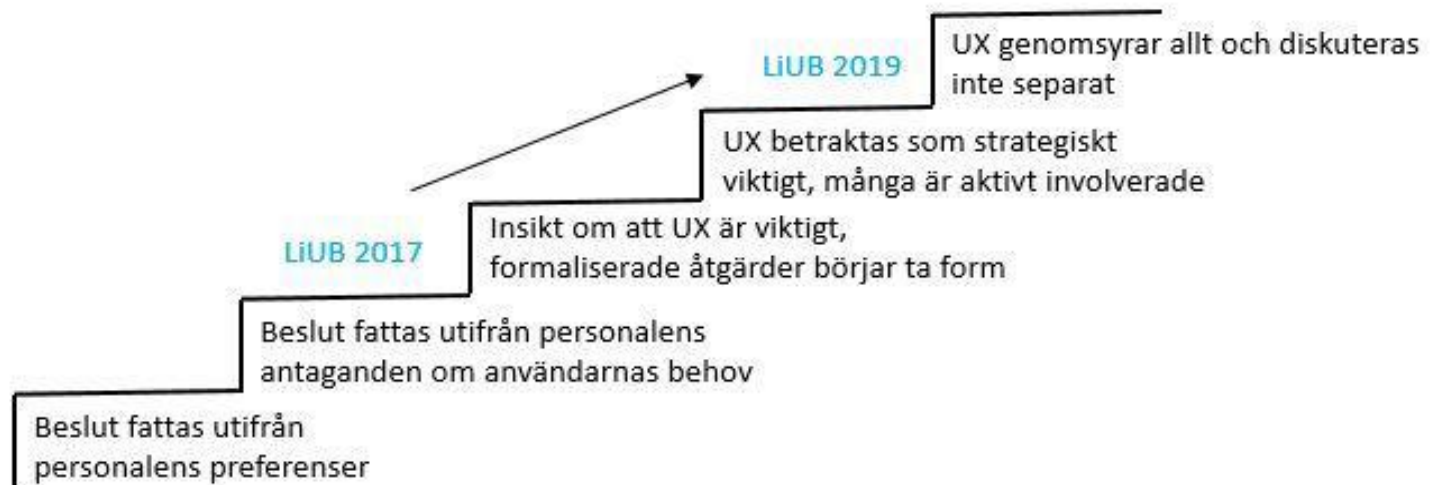 UX genomsyrar allt och diskuteras
inte separat
LiUB 2019
UX betraktas som strategiskt
viktigt, många är aktivt involverade
Insikt om att UX är viktigt,
formaliserade åtgärder börjar ta form
LiUB 2017
Beslut fattas utifrån personalens
antaganden om användarnas behov
Beslut fattas utifrån
personalens preferenser